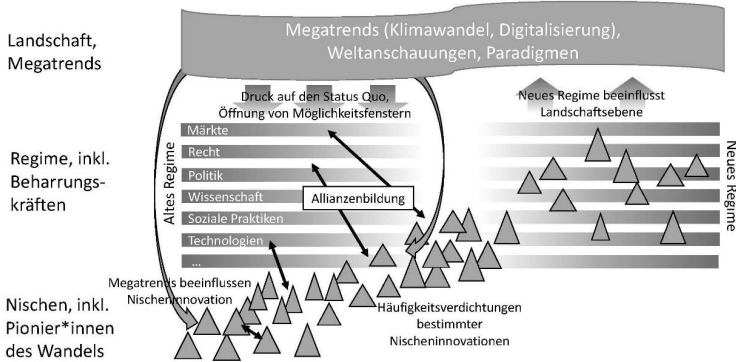 Landschaft,
Megatrends
Megatrends (Klimawandel, Digitalisierung),
Weltanschauungen, Paradigmen
Druck auf den Status Quo,
Öffnung von Möglichkeitsfenstern
Neues Regime beeinflusst
Landschaftsebene
Regime, inkl.
Beharrungs-
kräften
Altes Regime
Märkte
Recht
Politik
Wissenschaft
Soziale Praktiken
Technologien
...
Allianzenbildung
Neues Regime
Nischen, inkl.
Pionier*innen
des Wandels
Megatrends beeinflussen
Nischeninnovation
Häufigkeitsverdichtungen
bestimmter
Nischeninnovationen